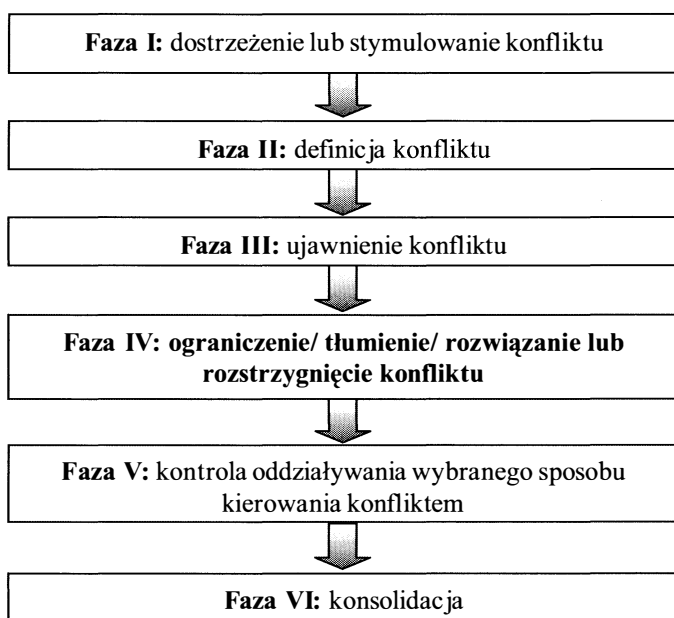 Faza I: dostrzeżenie lub stymulowanie konfliktu
Faza II: definicja konfliktu
Faza III: ujawnienie konfliktu
Faza IV: ograniczenie/ tłumienie/ rozwiązanie lub
rozstrzygnięcie konfliktu
Faza V: kontrola oddziaływania wybranego sposobu
kierowania konfliktem
Faza VI: konsolidacja